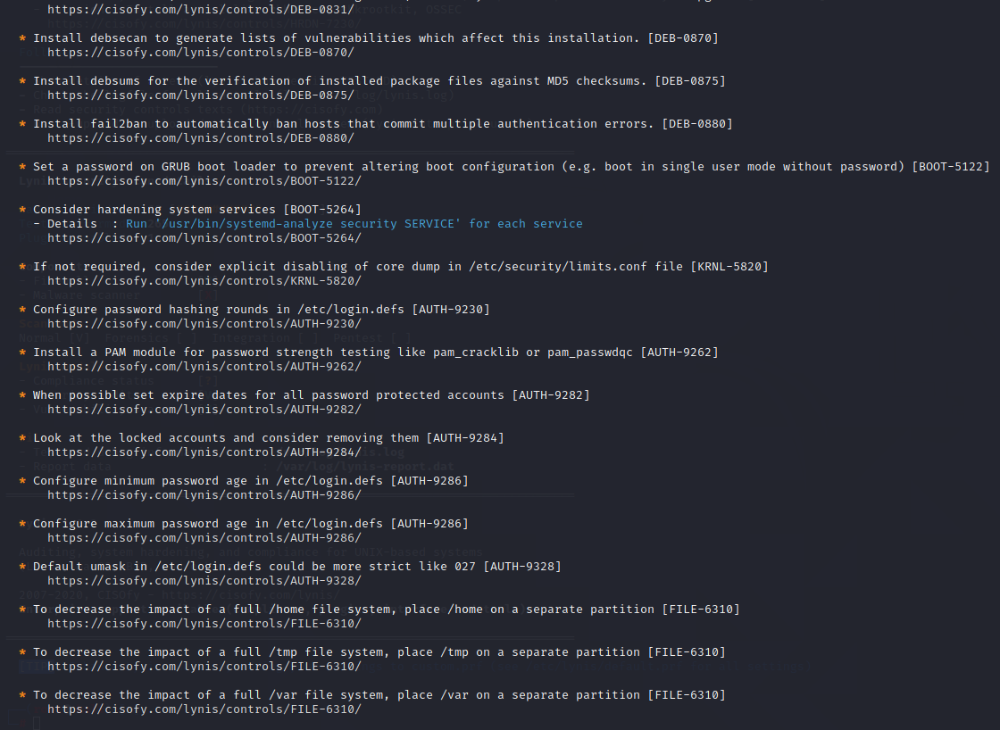 https://cisofy.com/lynis/controls/DEB-0831/
* Install debsecan to generate lists of vulnerabilities which affect this installation. [DEB-0870]
https://cisofy.com/lynis/controls/DEB-0870/
* Install debsums for the verification of installed package files against MD5 checksums. [DEB-0875]
https://cisofy.com/lynis/controls/DEB-0875/
* Install fail2ban to automatically ban hosts that commit multiple authentication errors. [DEB-0880]
https://cisofy.com/lynis/controls/DEB-0880/
* Set a password on GRUB boot loader to prevent altering boot configuration (e.g. boot in single user mode without password) [BOOT-5122]
https://cisofy.com/lynis/controls/BOOT-5122/
* Consider hardening system services [BOOT-5264]
- Details  : Run '/usr/bin/systemd-analyze security SERVICE' for each service
https://cisofy.com/lynis/controls/BOOT-5264/
* If not required, consider explicit disabling of core dump in /etc/security/limits.conf file [KRNL-5820]
https://cisofy.com/lynis/controls/KRNL-5820/
* Configure password hashing rounds in /etc/login.defs [AUTH-9230]
https://cisofy.com/lynis/controls/AUTH-9230/
* Install a PAM module for password strength testing like pam_cracklib or pam_passwdqc [AUTH-9262]
https://cisofy.com/lynis/controls/AUTH-9262/
* When possible set expire dates for all password protected accounts [AUTH-9282]
https://cisofy.com/lynis/controls/AUTH-9282/
* Look at the locked accounts and consider removing them [AUTH-9284]
https://cisofy.com/lynis/controls/AUTH-9284/
* Configure minimum password age in /etc/login.defs [AUTH-9286]
https://cisofy.com/lynis/controls/AUTH-9286/
* Configure maximum password age in /etc/login.defs [AUTH-9286]
https://cisofy.com/lynis/controls/AUTH-9286/
* Default umask in /etc/login.defs could be more strict like 027 [AUTH-9328]
https://cisofy.com/lynis/controls/AUTH-9328/
* To decrease the impact of a full /home file system, place /home on a separate partition [FILE-6310]
https://cisofy.com/lynis/controls/FILE-6310/
* To decrease the impact of a full /tmp file system, place /tmp on a separate partition [FILE-6310]
https://cisofy.com/lynis/controls/FILE-6310/
* To decrease the impact of a full /var file system, place /var on a separate partition [FILE-6310]
https://cisofy.com/lynis/controls/FILE-6310/